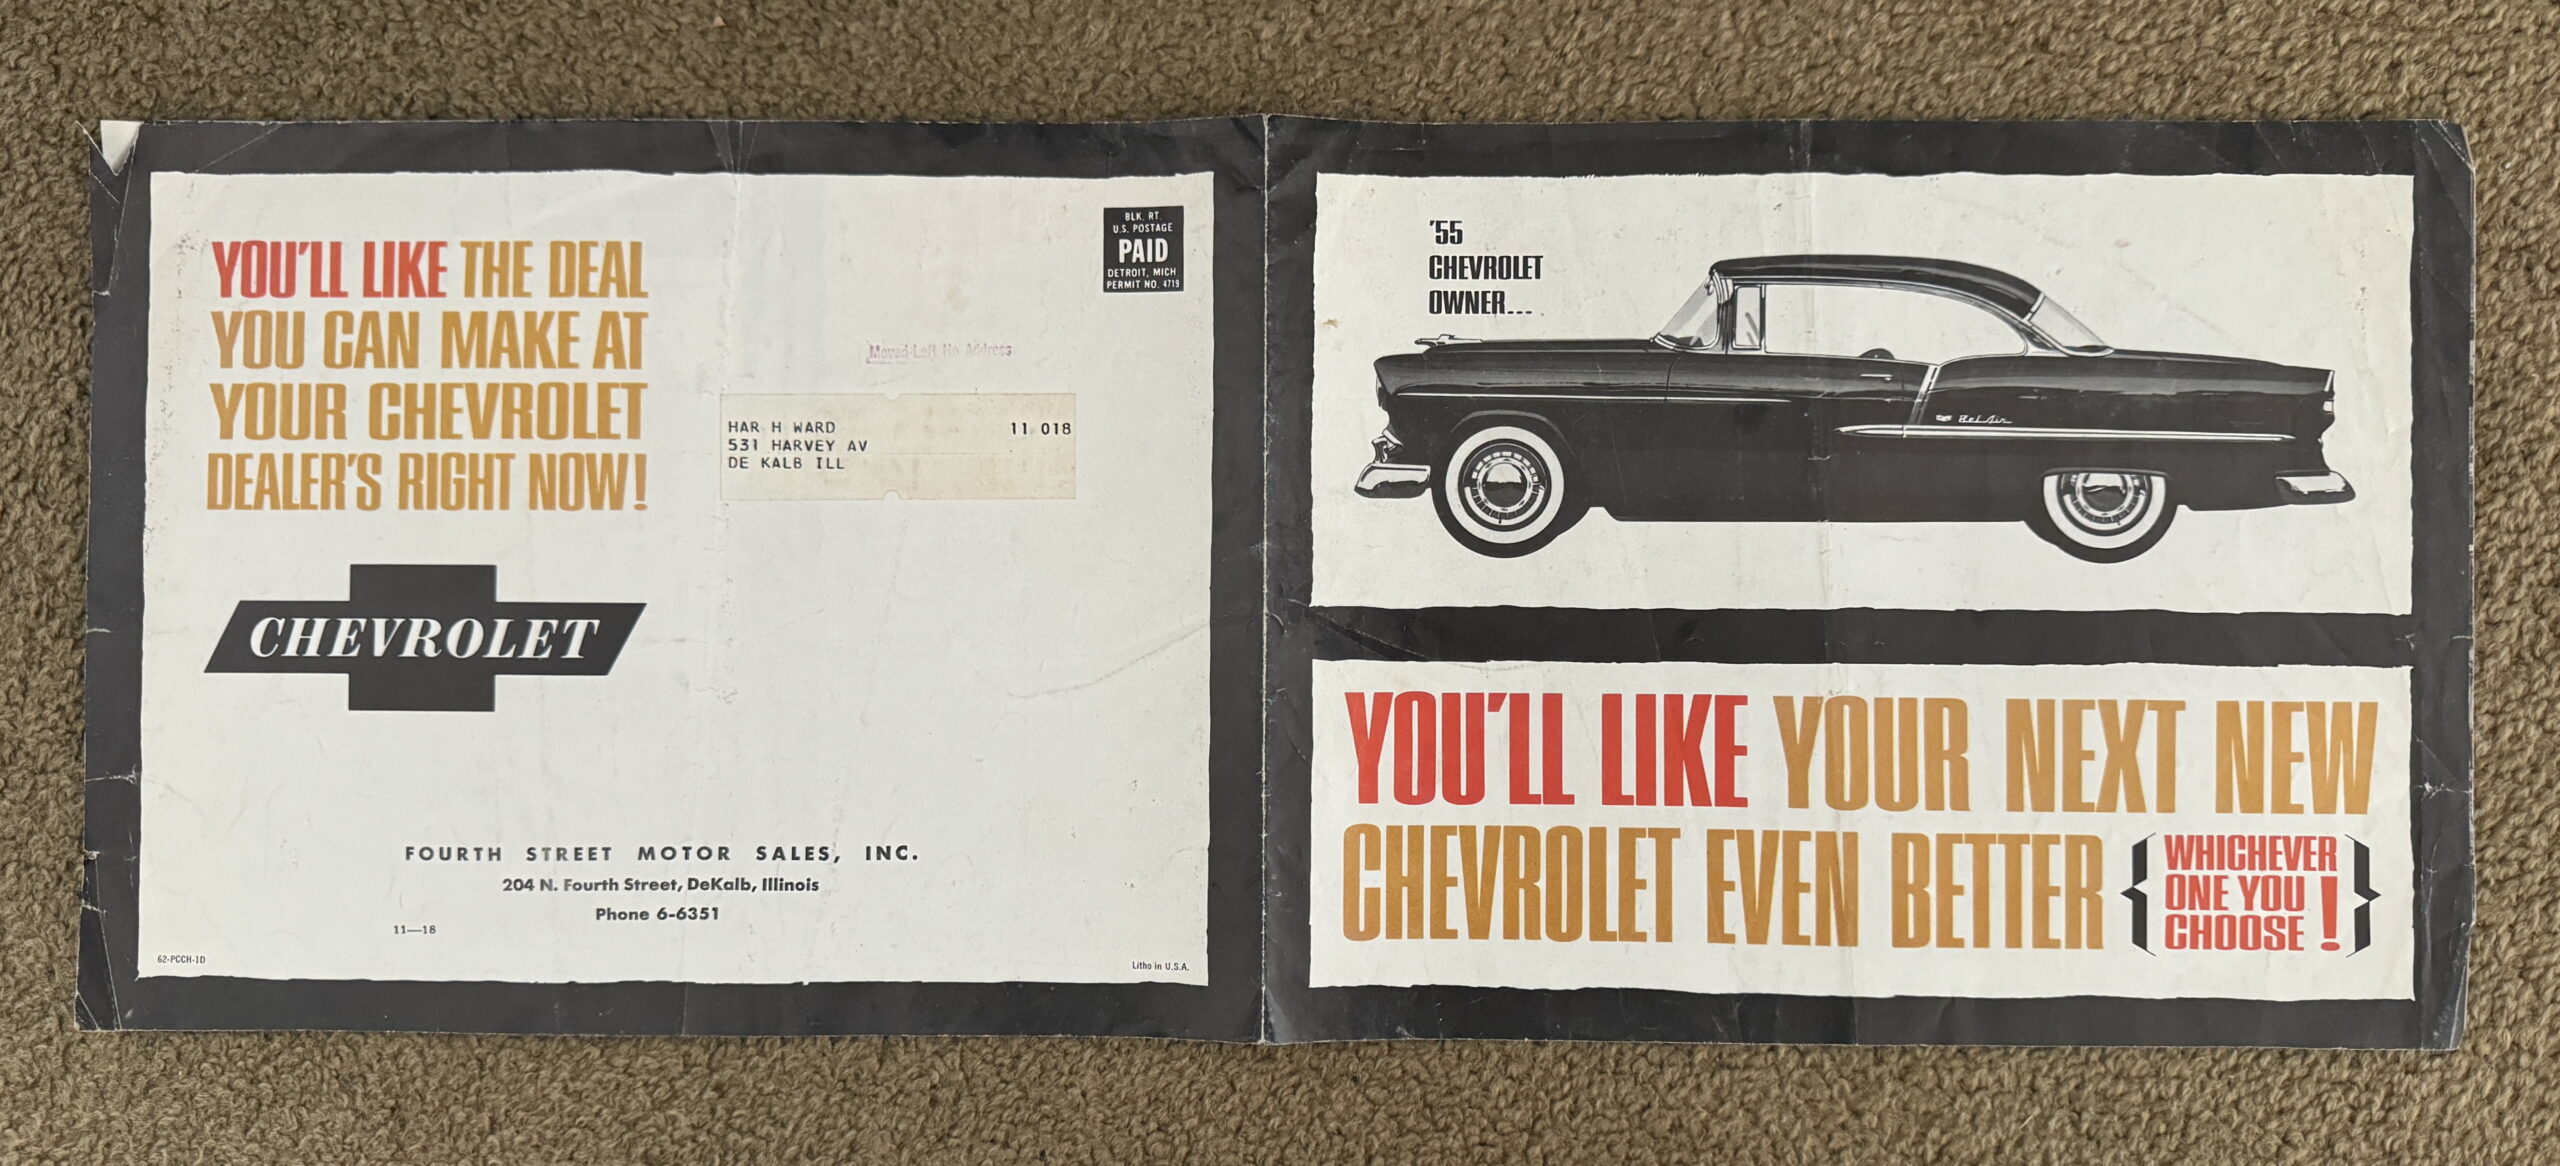 YOU'LL LIKE THE DEAL
YOU CAN MAKE AT
YOUR CHEVROLET
DEALER'S RIGHT NOW!
CHEVROLET
BLK. RT.
U.S. POSTAGE
PAID
DETROIT, MICH
PERMIT NO. 4719
Moved Left No Address
HAR H WARD 11 018
531 HARVEY AV
DE KALB ILL
FOURTH STREET MOTOR SALES, INC.
204 N. Fourth Street, DeKalb, Illinois
Phone 6-6351
11—18
62-PCCH-1D
Litho in U.S.A.
'55
CHEVROLET
OWNER...
Bel Air
YOU'LL LIKE YOUR NEXT NEW
CHEVROLET EVEN BETTER
WHICHEVER
ONE YOU
CHOOSE!